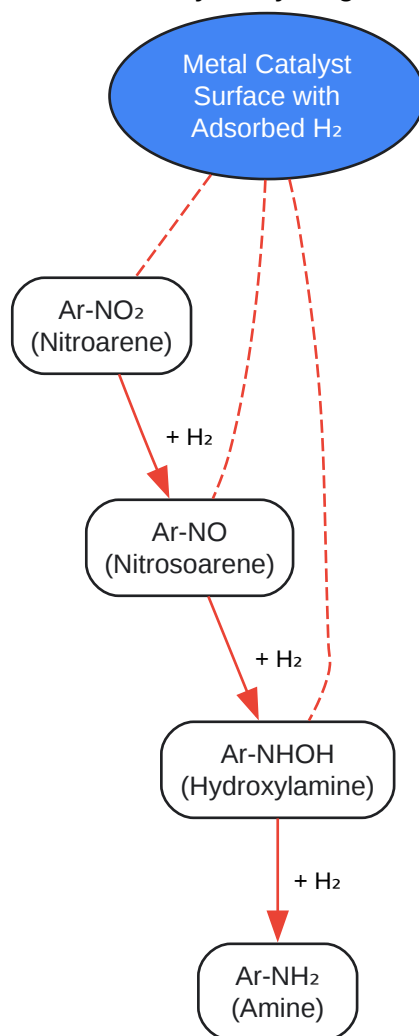 Metal Catalyst
Surface with
Adsorbed H₂
Ar-NO₂
(Nitroarene)
+ H₂
Ar-NO
(Nitrosoarene)
+ H₂
Ar-NHOH
(Hydroxylamine)
+ H₂
Ar-NH₂
(Amine)